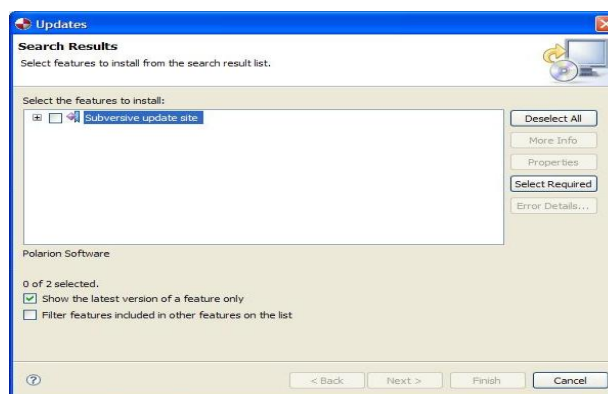 Updates
Search Results
Select features to install from the search result list.
Select the features to install:
Subversive update site
Deselect All
More Info
Properties
Select Required
Error Details...
Polarion Software
0 of 2 selected.
Show the latest version of a feature only
Filter features included in other features on the list
?
< Back
Next >
Finish
Cancel